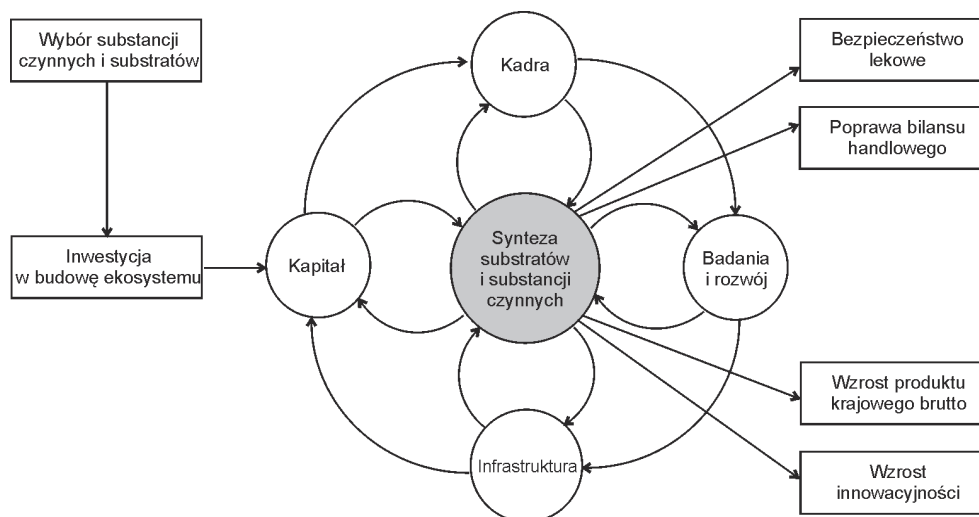 Wybór substancji
czynnych i substratów
Inwestycja
w budowę ekosystemu
Kapitał
Kadra
Synteza
substratów
i substancji
czynnych
Infrastruktura
Badania
i rozwój
Bezpieczeństwo
lekowe
Poprawa bilansu
handlowego
Wzrost produktu
krajowego brutto
Wzrost
innowacyjności